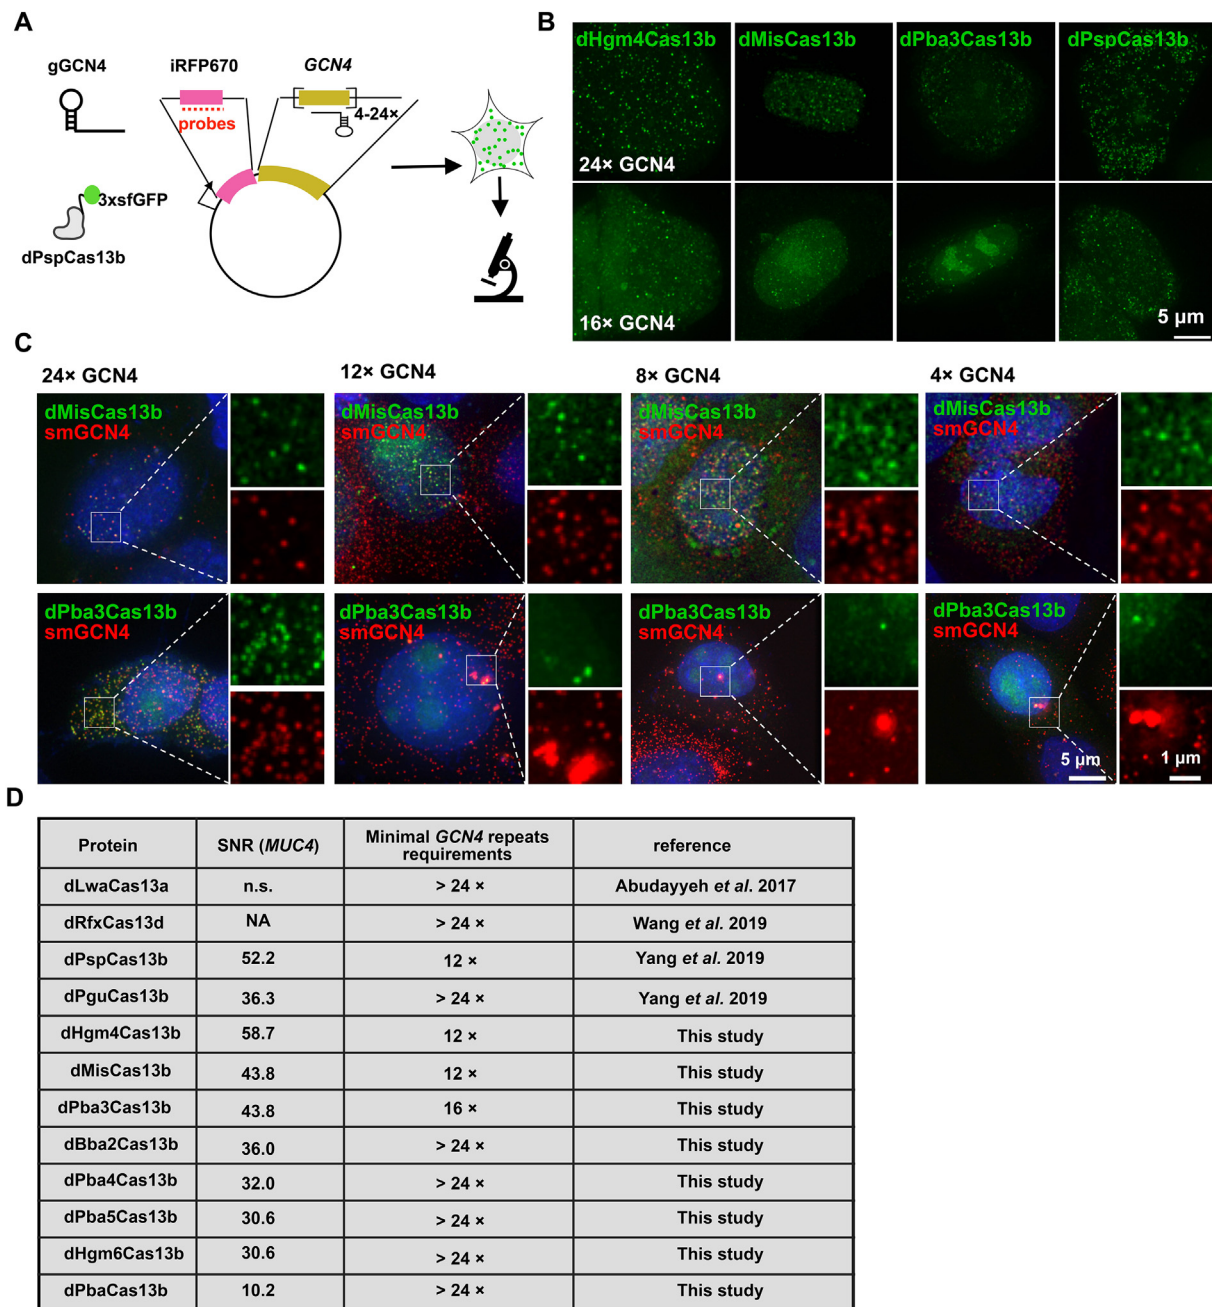 A
gGCN4
iRFP670
GCN4
probes
4-24×
3xsfGFP
dPspCas13b
B
dHgm4Cas13b
dMisCas13b
dPba3Cas13b
dPspCas13b
24× GCN4
16× GCN4
5 µm
C
24× GCN4
12× GCN4
8× GCN4
4× GCN4
dMisCas13b
smGCN4
dMisCas13b
smGCN4
dMisCas13b
smGCN4
dMisCas13b
smGCN4
dPba3Cas13b
smGCN4
dPba3Cas13b
smGCN4
dPba3Cas13b
smGCN4
dPba3Cas13b
smGCN4
5 µm
1 µm
D
Protein SNR (MUC4) Minimal GCN4 repeats requirements reference
dLwaCas13a n.s. > 24 × Abudayyeh et al. 2017
dRfxCas13d NA > 24 × Wang et al. 2019
dPspCas13b 52.2 12 × Yang et al. 2019
dPguCas13b 36.3 > 24 × Yang et al. 2019
dHgm4Cas13b 58.7 12 × This study
dMisCas13b 43.8 12 × This study
dPba3Cas13b 43.8 16 × This study
dBba2Cas13b 36.0 > 24 × This study
dPba4Cas13b 32.0 > 24 × This study
dPba5Cas13b 30.6 > 24 × This study
dHgm6Cas13b 30.6 > 24 × This study
dPbaCas13b 10.2 > 24 × This study